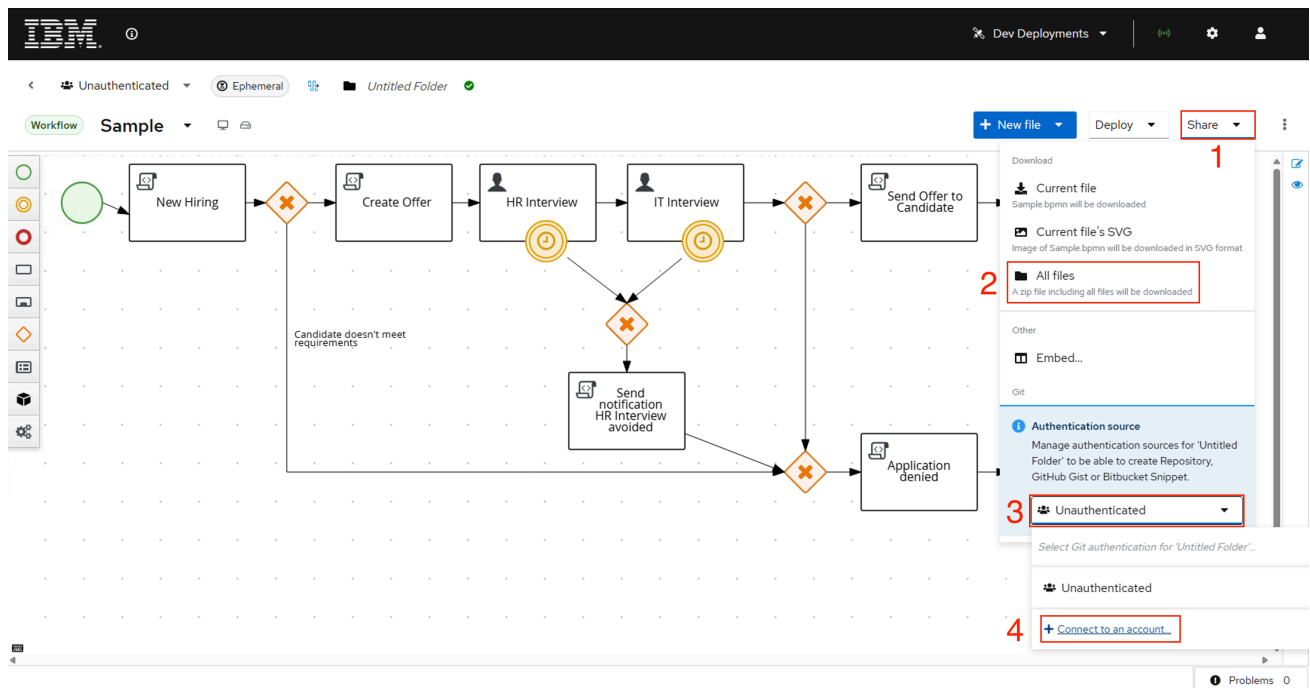 IBM
Dev Deployments
Unauthenticated
Ephemeral
Untitled Folder
Workflow
Sample
New file
Deploy
Share
1
New Hiring
Create Offer
HR Interview
IT Interview
Send Offer to
Candidate
Candidate doesn't meet
requirements
Send
notification
HR Interview
avoided
Application
denied
Download
Current file
Sample.bpmn will be downloaded
Current file's SVG
Image of Sample.bpmn will be downloaded in SVG format
2
All files
A zip file including all files will be downloaded
Other
Embed...
Git
Authentication source
Manage authentication sources for 'Untitled
Folder' to be able to create Repository,
GitHub Gist or Bitbucket Snippet.
3
Unauthenticated
Select Git authentication for 'Untitled Folder'...
Unauthenticated
4
+ Connect to an account...
Problems 0